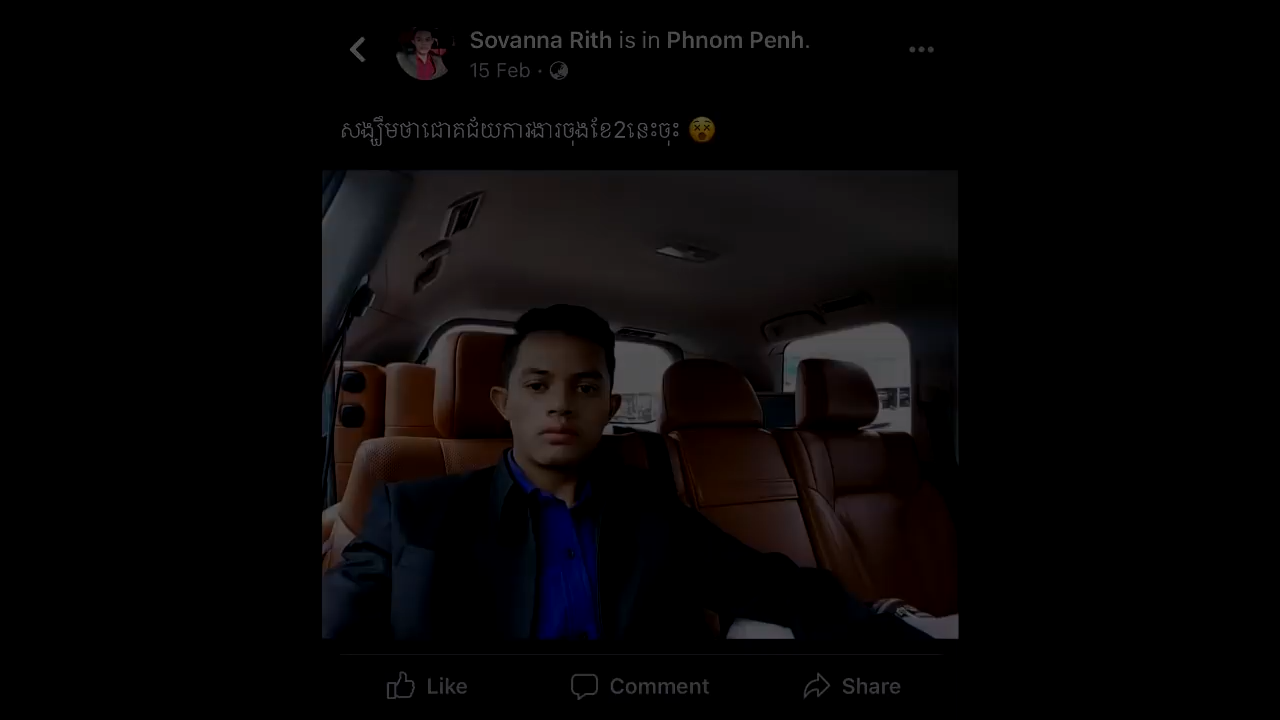 Sovanna Rith is in Phnom Penh.
15 Feb ·
សង្ឃឹមថាជោគជ័យការងារចុងខែ2នេះចុះ 😵
Like Comment Share